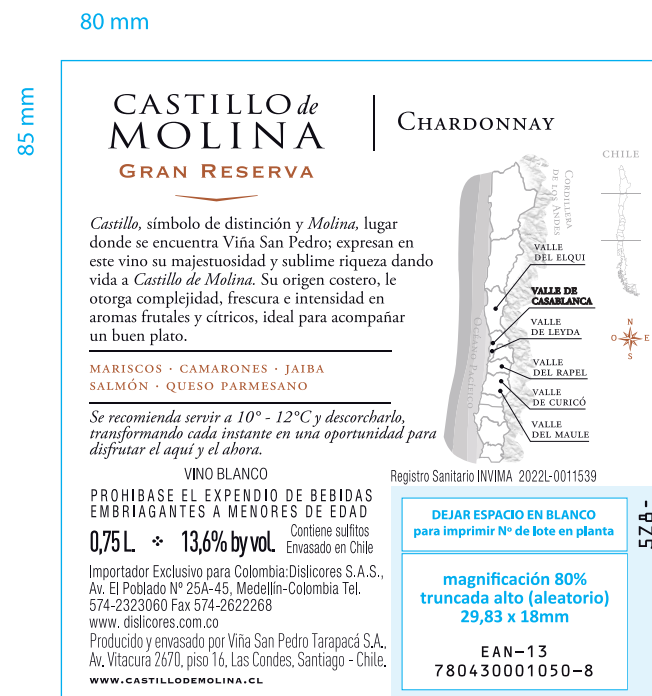 80 mm
85 mm
CASTILLO de
MOLINA
GRAN RESERVA
CHARDONNAY
Castillo, símbolo de distinción y Molina, lugar
donde se encuentra Viña San Pedro; expresan en
este vino su majestuosidad y sublime riqueza dando
vida a Castillo de Molina. Su origen costero, le
otorga complejidad, frescura e intensidad en
aromas frutales y cítricos, ideal para acompañar
un buen plato.
MARISCOS · CAMARONES · JAIBA
SALMÓN · QUESO PARMESANO
Se recomienda servir a 10° - 12°C y descorcharlo,
transformando cada instante en una oportunidad para
disfrutar el aquí y el ahora.
CHILE
CORDILLERA
DE LOS ANDES
OCÉANO PACÍFICO
VALLE
DEL ELQUI
VALLE DE
CASABLANCA
VALLE
DE LEYDA
VALLE
DEL RAPEL
VALLE
DE CURICÓ
VALLE
DEL MAULE
N
O E
S
VINO BLANCO
PROHIBASE EL EXPENDIO DE BEBIDAS
EMBRIAGANTES A MENORES DE EDAD
0,75 L. 13,6% by vol.
Contiene sulfitos
Envasado en Chile
Importador Exclusivo para Colombia:Dislicores S.A.S.,
Av. El Poblado Nº 25A-45, Medellín-Colombia Tel.
574-2323060 Fax 574-2622268
www. dislicores.com.co
Producido y envasado por Viña San Pedro Tarapacá S.A.,
Av. Vitacura 2670, piso 16, Las Condes, Santiago - Chile.
WWW.CASTILLODEMOLINA.CL
Registro Sanitario INVIMA 2022L-0011539
DEJAR ESPACIO EN BLANCO
para imprimir Nº de lote en planta
magnificación 80%
truncada alto (aleatorio)
29,83 x 18mm
EAN-13
780430001050-8